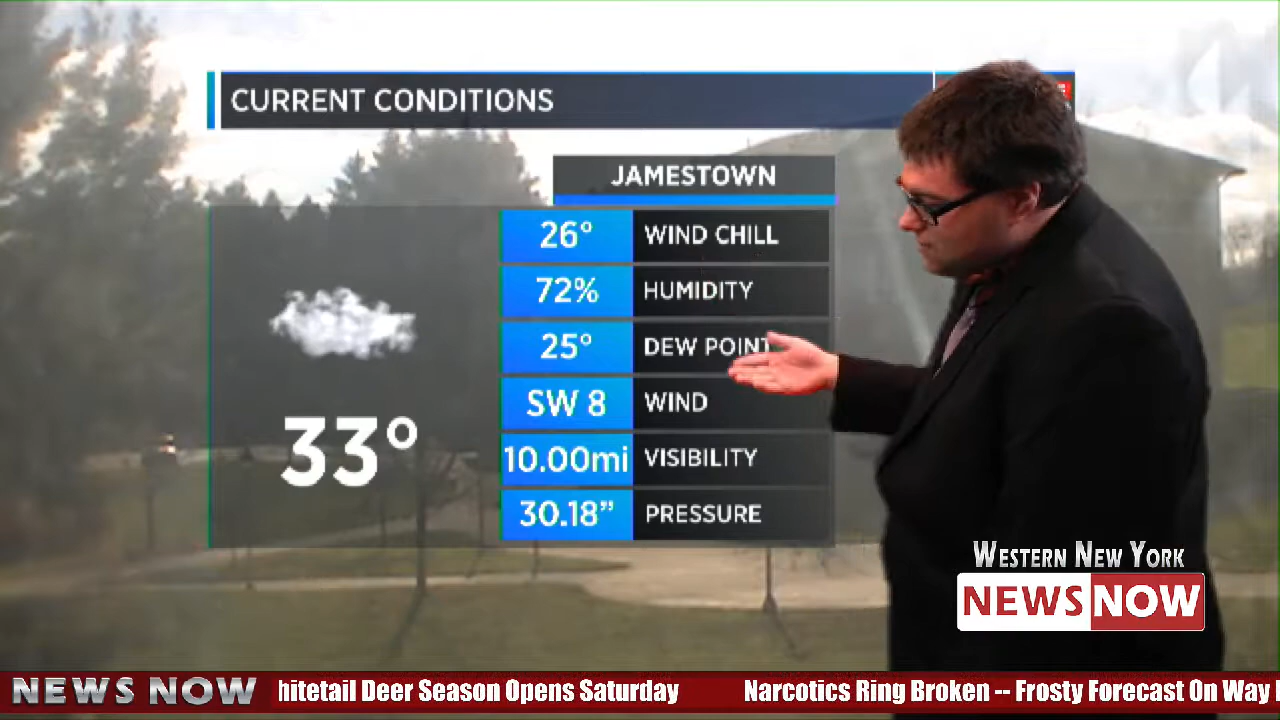 CURRENT CONDITIONS
JAMESTOWN
26° WIND CHILL
72% HUMIDITY
25° DEW POINT
SW 8 WIND
33°
10.00mi VISIBILITY
30.18” PRESSURE
WESTERN NEW YORK
NEWS NOW
NEWS NOW hitetail Deer Season Opens Saturday Narcotics Ring Broken -- Frosty Forecast On Way